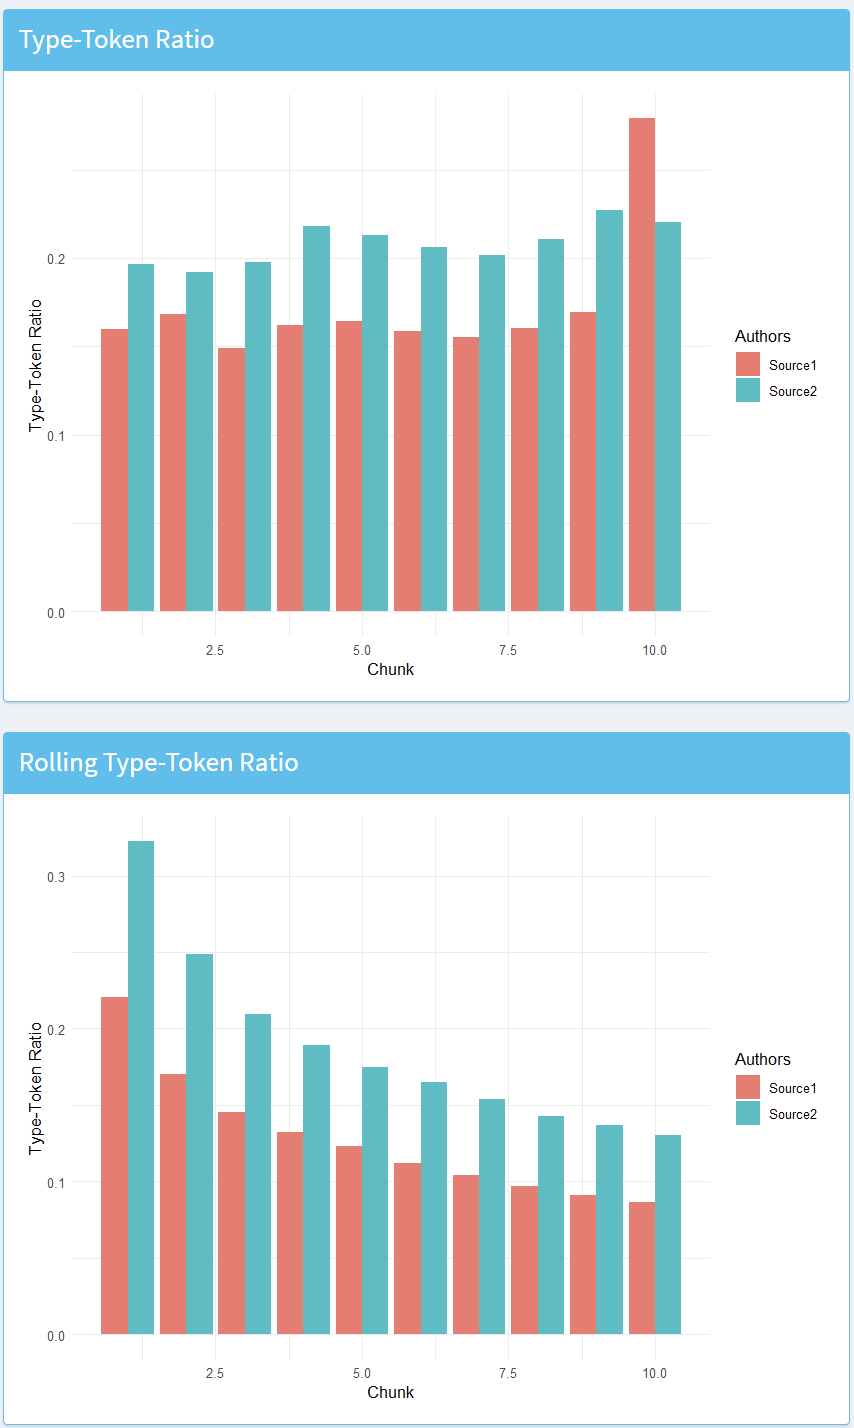 Type-Token Ratio
0.2
0.1
0.0
Type-Token Ratio
2.5 5.0 7.5 10.0
Chunk
Authors
Source1
Source2
Rolling Type-Token Ratio
0.3
0.2
0.1
0.0
Type-Token Ratio
2.5 5.0 7.5 10.0
Chunk
Authors
Source1
Source2